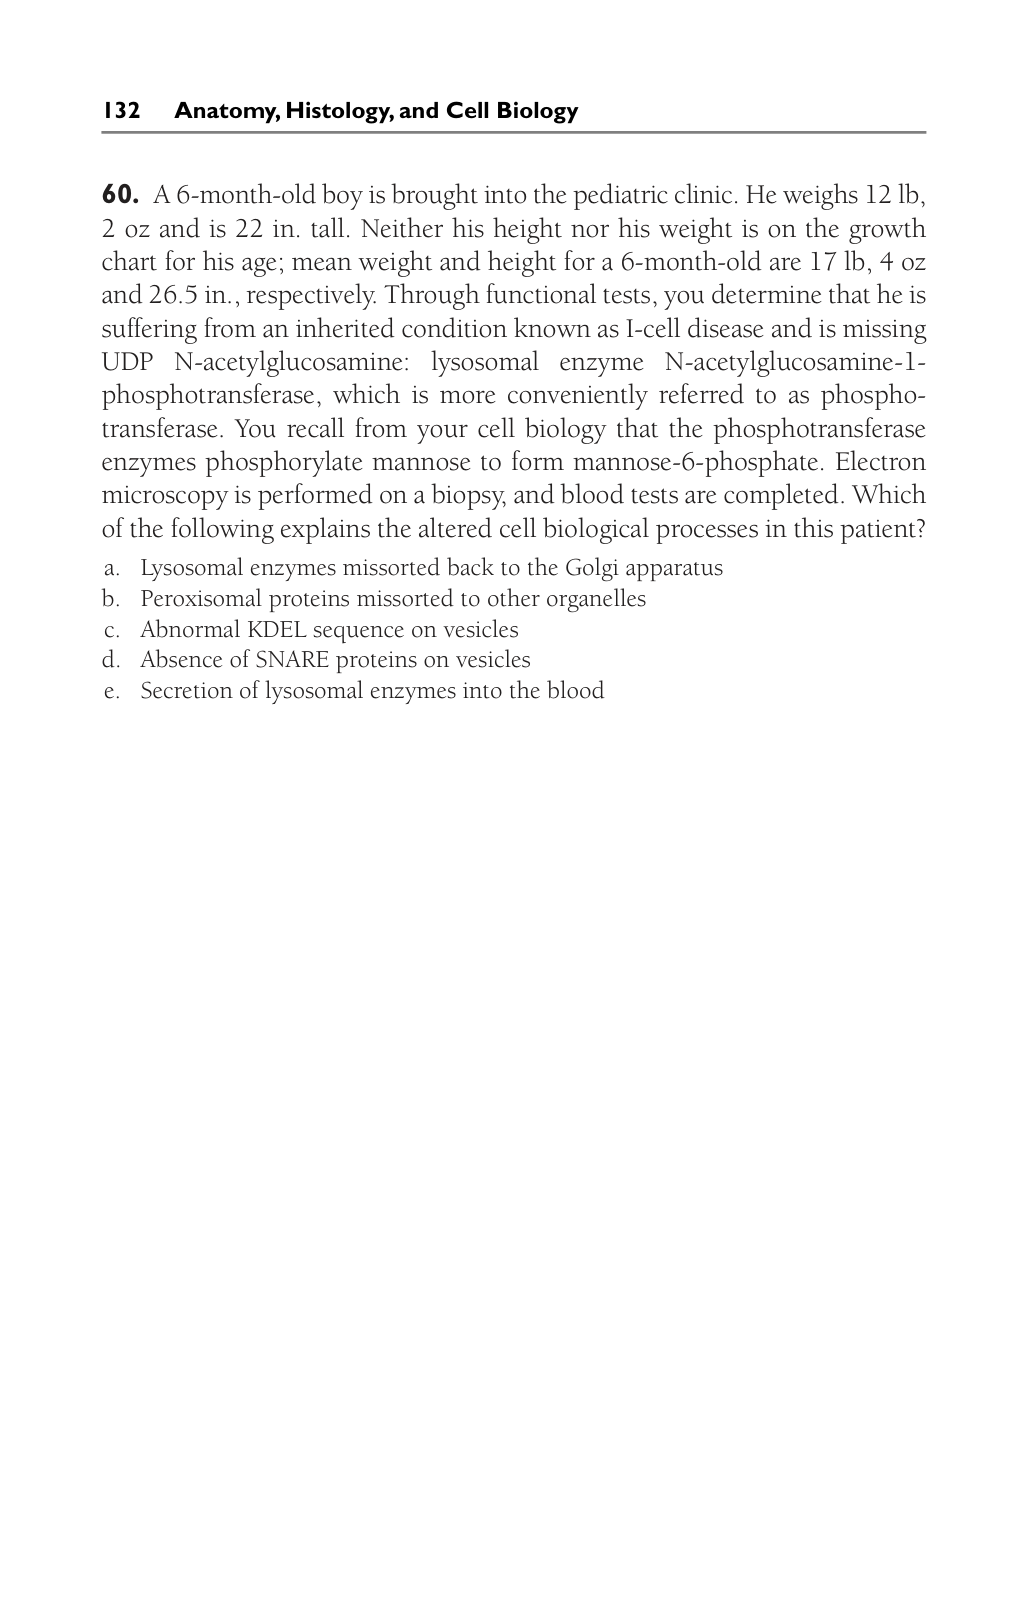 132 Anatomy, Histology, and Cell Biology
60. A 6-month-old boy is brought into the pediatric clinic. He weighs 12 lb,
2 oz and is 22 in. tall. Neither his height nor his weight is on the growth
chart for his age; mean weight and height for a 6-month-old are 17 lb, 4 oz
and 26.5 in., respectively. Through functional tests, you determine that he is
suffering from an inherited condition known as I-cell disease and is missing
UDP N-acetylglucosamine: lysosomal enzyme N-acetylglucosamine-1-
phosphotransferase, which is more conveniently referred to as phospho-
transferase. You recall from your cell biology that the phosphotransferase
enzymes phosphorylate mannose to form mannose-6-phosphate. Electron
microscopy is performed on a biopsy, and blood tests are completed. Which
of the following explains the altered cell biological processes in this patient?
a. Lysosomal enzymes missorted back to the Golgi apparatus
b. Peroxisomal proteins missorted to other organelles
c. Abnormal KDEL sequence on vesicles
d. Absence of SNARE proteins on vesicles
e. Secretion of lysosomal enzymes into the blood